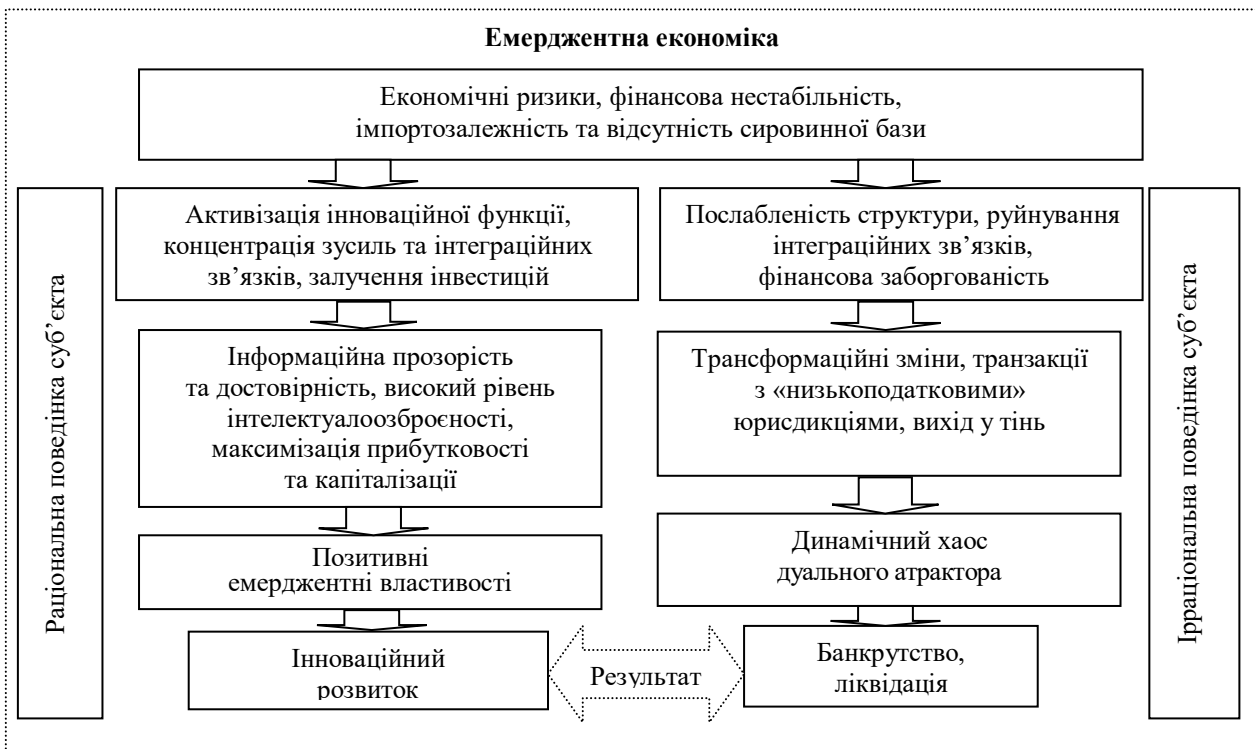 Емерджентна економіка
Економічні ризики, фінансова нестабільність,
імпортозалежність та відсутність сировинної бази
Раціональна поведінка суб’єкта
Активізація інноваційної функції,
концентрація зусиль та інтеграційних
зв’язків, залучення інвестицій
Інформаційна прозорість
та достовірність, високий рівень
інтелектуалоозброєності,
максимізація прибутковості
та капіталізації
Позитивні
емерджентні властивості
Інноваційний
розвиток
Результат
Послабленість структури, руйнування
інтеграційних зв’язків,
фінансова заборгованість
Трансформаційні зміни, транзакції
з «низькоподатковими»
юрисдикціями, вихід у тінь
Динамічний хаос
дуального атрактора
Банкрутство,
ліквідація
Ірраціональна поведінка суб’єкта